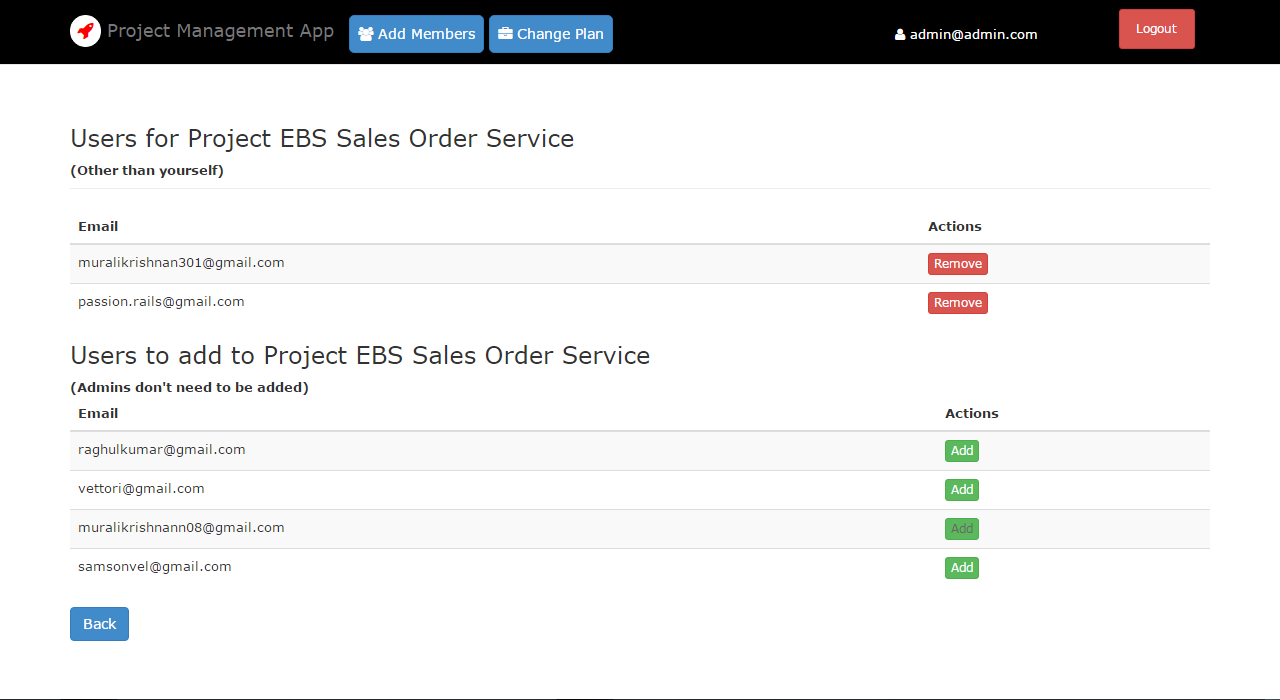 Project Management App Add Members Change Plan admin@admin.com Logout
Users for Project EBS Sales Order Service
(Other than yourself)
Email Actions
muralikrishnan301@gmail.com Remove
passion.rails@gmail.com Remove
Users to add to Project EBS Sales Order Service
(Admins don't need to be added)
Email Actions
raghulkumar@gmail.com Add
vettori@gmail.com Add
muralikrishnann08@gmail.com Add
samsonvel@gmail.com Add
Back